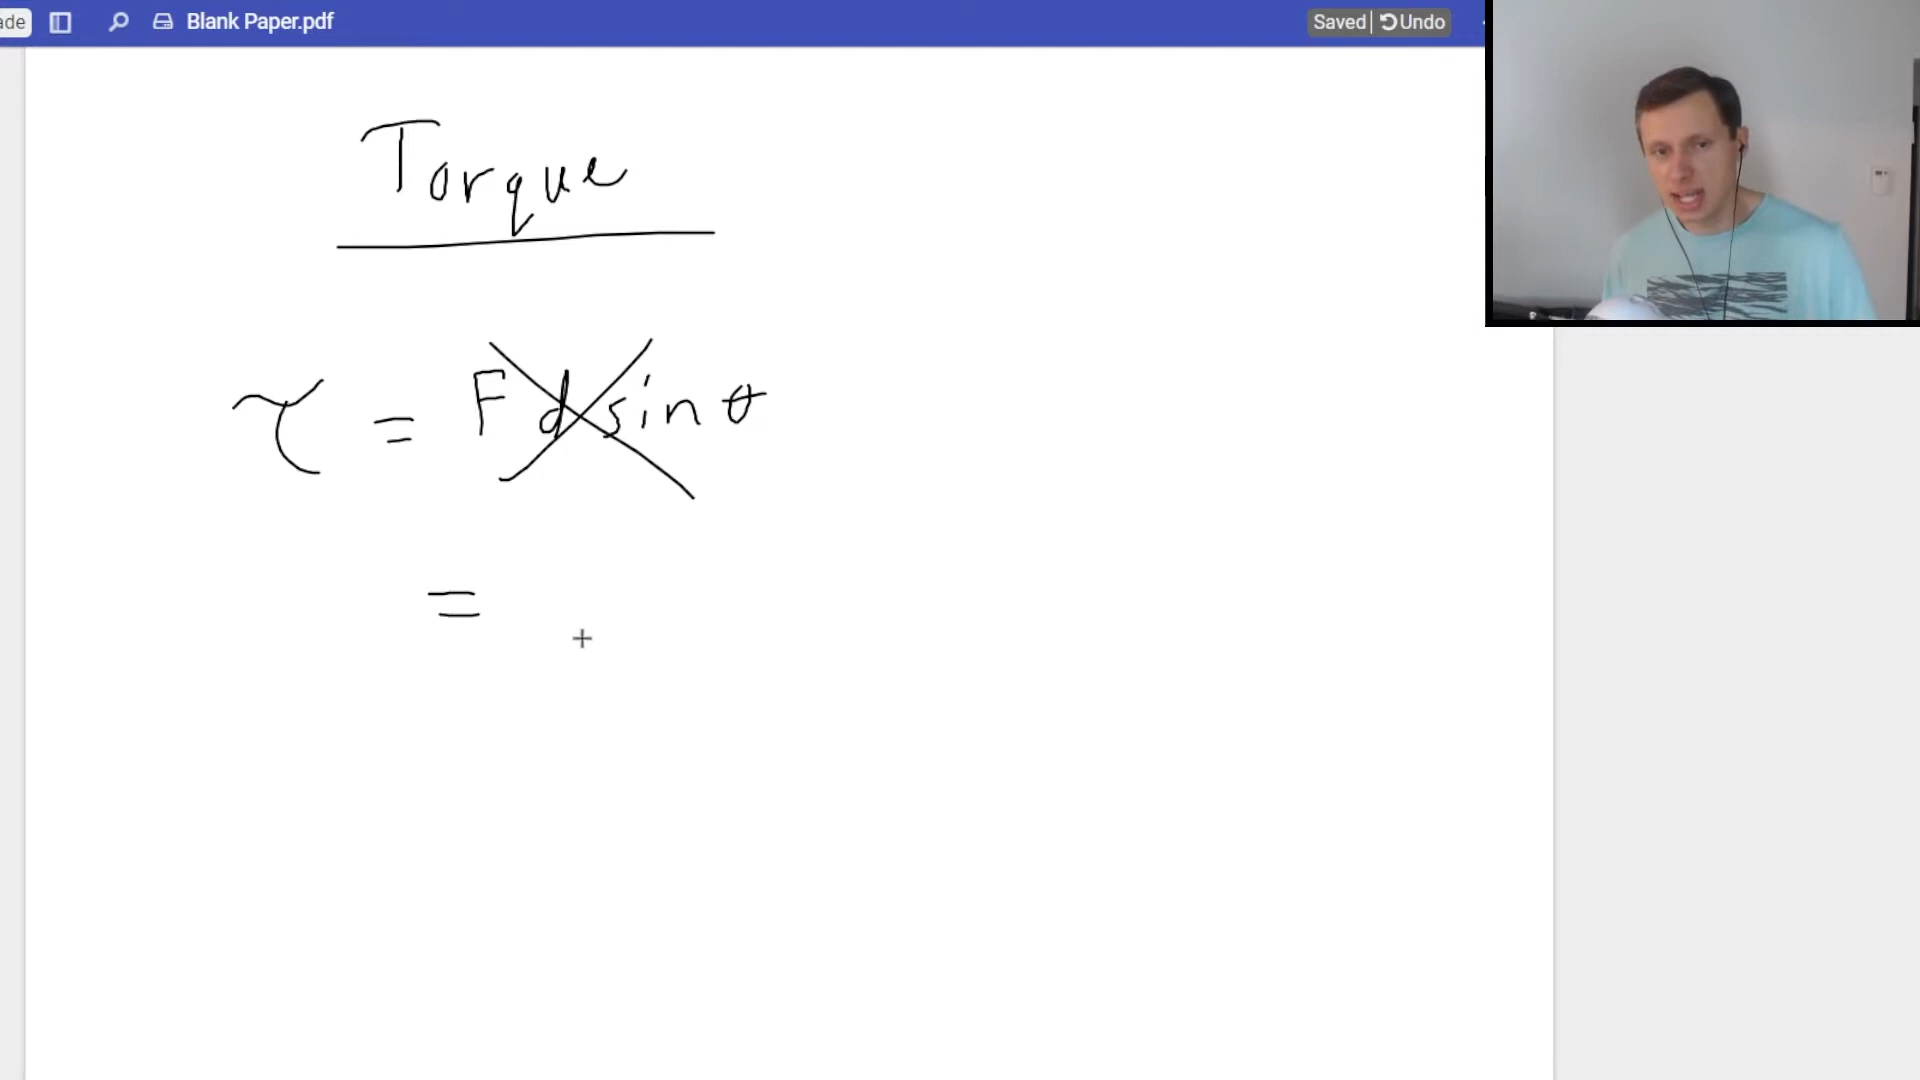 ade Blank Paper.pdf Saved Undo
Torque
τ = F d sin θ
=